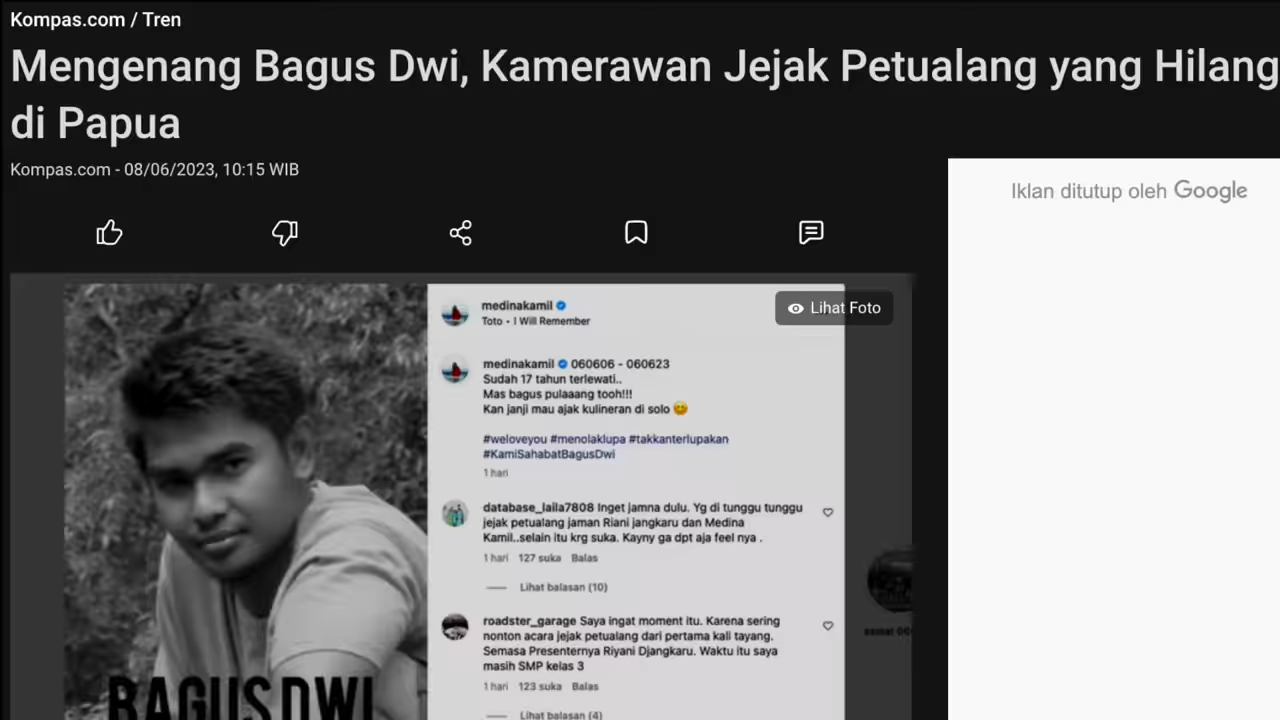 Kompas.com / Tren
Mengenang Bagus Dwi, Kamerawan Jejak Petualang yang Hilang
di Papua
Kompas.com - 08/06/2023, 10:15 WIB
Iklan ditutup oleh Google
Lihat Foto
medinakamil
Toto • I Will Remember
medinakamil 060606 - 060623
Sudah 17 tahun terlewati..
Mas bagus pulaaang tooh!!!
Kan janji mau ajak kulineran di solo 😊
#weloveyou #menolaklupa #takkanterlupakan
#KamiSahabatBagusDwi
1 hari
database_laila7808 Inget jamna dulu. Yg di tunggu tunggu
jejak petualang jaman Riani jangkaru dan Medina
Kamil..selain itu krg suka. Kayny ga dpt aja feel nya .
1 hari 127 suka Balas
Lihat balasan (10)
roadster_garage Saya ingat moment itu. Karena sering
nonton acara jejak petualang dari pertama kali tayang.
Semasa Presenternya Riyani Djangkaru. Waktu itu saya
masih SMP kelas 3
1 hari 123 suka Balas
Lihat balasan (4)
BAGUS DWI